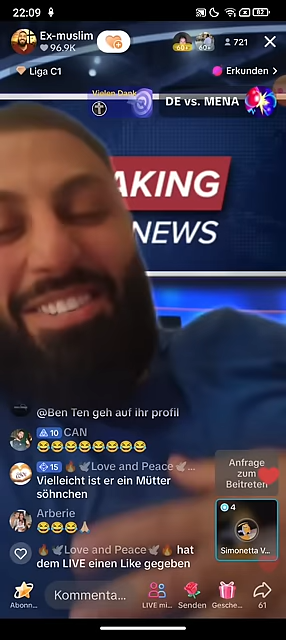 22:09
82
Ex-muslim
96.9K
60+
60+
721
Liga C1
Erkunden >
Vielen Dank
DE vs. MENA
AKING
NEWS
@Ben Ten geh auf ihr profil
10 CAN
😂😂😂😂😂😂😂😂
15 🔥🕊️Love and Peace 🕊️...
Vielleicht ist er ein Mütter
söhnchen
Anfrage
zum
Beitreten
Arberie
😂😂😂🙏🏼
4
Simonetta V...
🔥🕊️Love and Peace🕊️🔥 hat
dem LIVE einen Like gegeben
Abonn...
Kommenta...
LIVE mi...
Senden
Gesche...
61